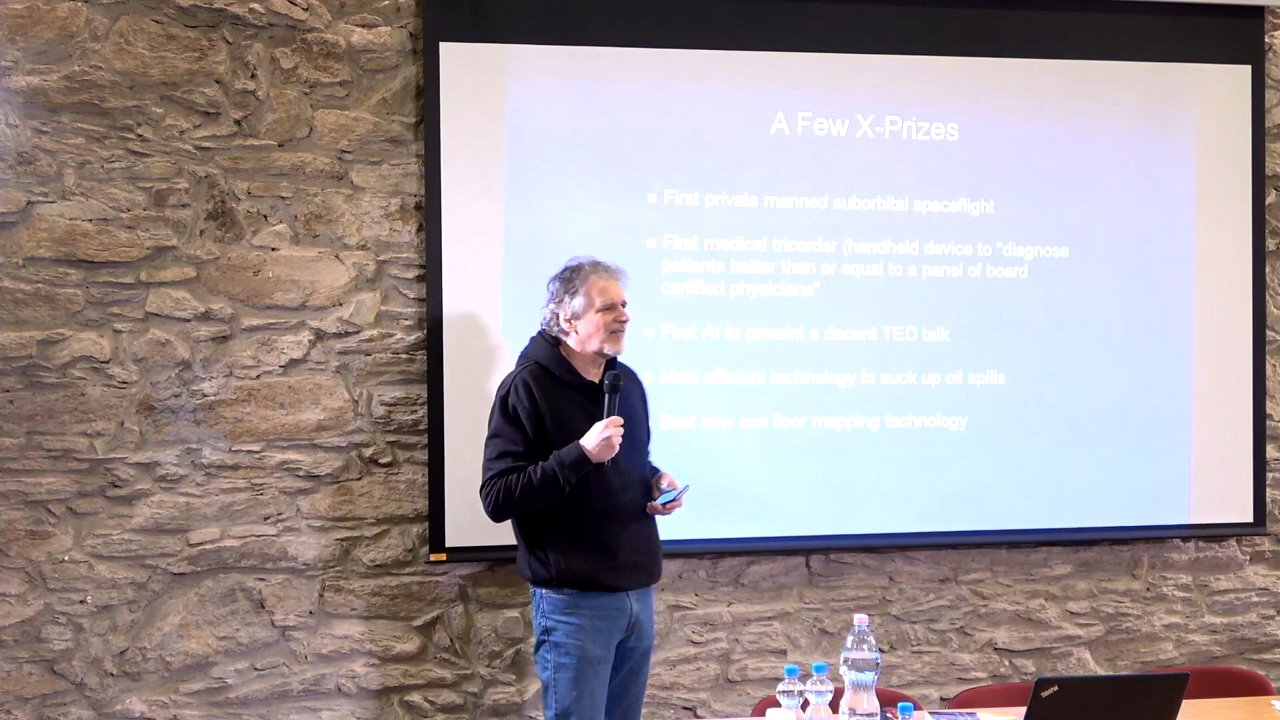 A Few X-Prizes
First private manned suborbital spaceflight
First medical tricorder (handheld device to "diagnose
patients better than or equal to a panel of board
certified physicians"
First AI to present a decent TED talk
Most efficient technology to suck up oil spills
Best new sea floor mapping technology
ThinkPad